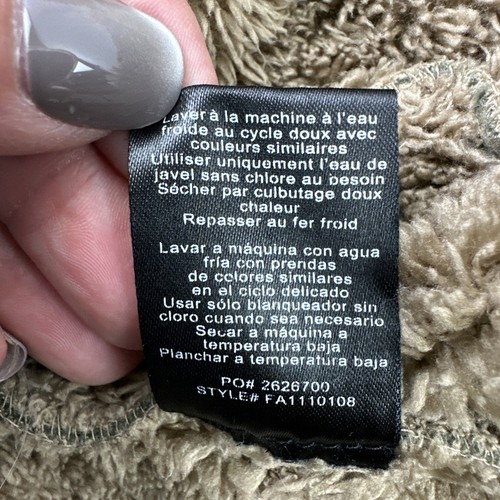 Laver à la machine à l'eau
froide au cycle doux avec
couleurs similaires
Utiliser uniquement l'eau de
javel sans chlore au besoin
Sécher par culbutage doux
chaleur
Repasser au fer froid
Lavar a máquina con agua
fría con prendas
de colores similares
en el ciclo delicado
Usar sólo blanqueador sin
cloro cuando sea necesario
Secar a máquina a
temperatura baja
Planchar a temperatura baja
PO# 2626700
STYLE# FA1110108